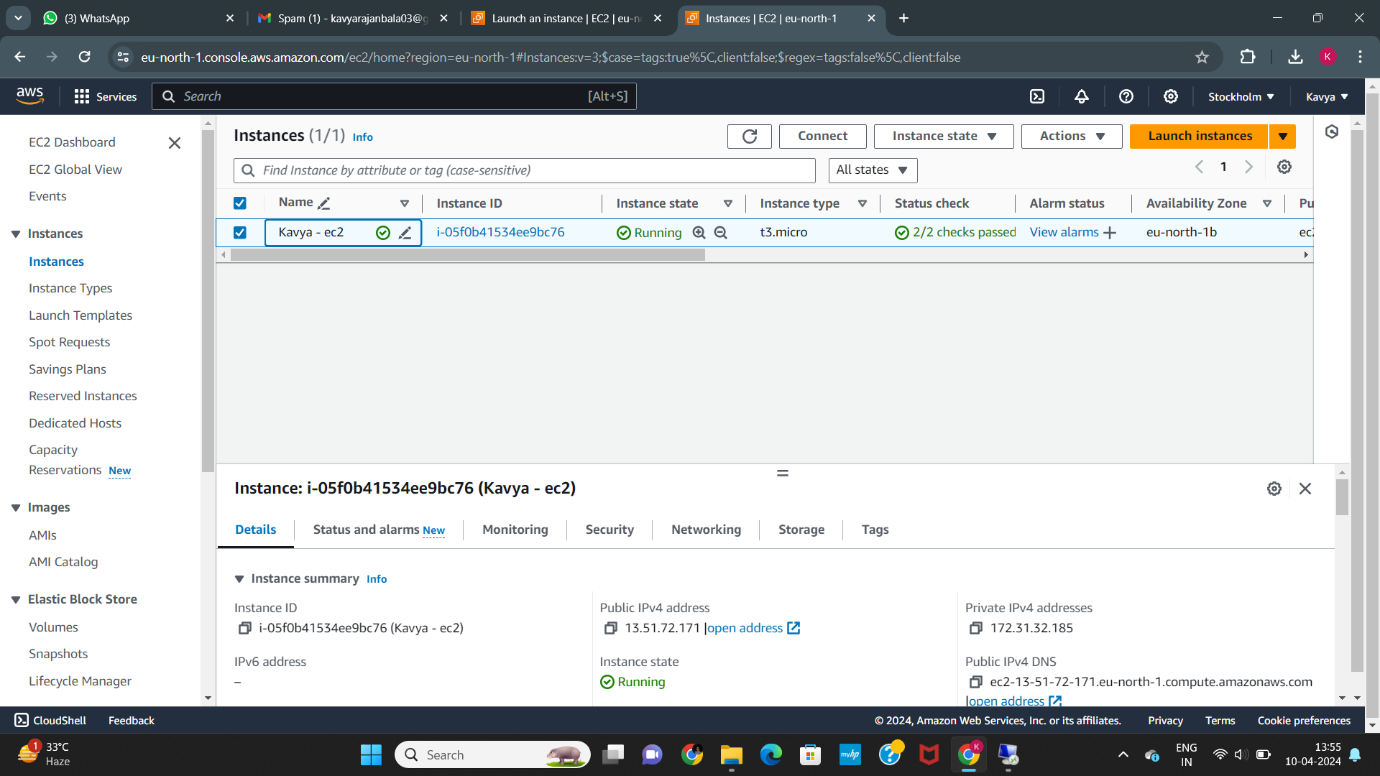 (3) WhatsApp
Spam (1) - kavyarajanbala03@g
Launch an instance | EC2 | eu-n
Instances | EC2 | eu-north-1
eu-north-1.console.aws.amazon.com/ec2/home?region=eu-north-1#Instances:v=3;$case=tags:true%5C,client:false;$regex=tags:false%5C,client:false
K
aws
Services
Search
[Alt+S]
Stockholm
Kavya
EC2 Dashboard
EC2 Global View
Events
Instances
Instances
Instance Types
Launch Templates
Spot Requests
Savings Plans
Reserved Instances
Dedicated Hosts
Capacity
Reservations New
Images
AMIs
AMI Catalog
Elastic Block Store
Volumes
Snapshots
Lifecycle Manager
Instances (1/1) Info
Connect
Instance state
Actions
Launch instances
Find Instance by attribute or tag (case-sensitive)
All states
1
Name
Instance ID
Instance state
Instance type
Status check
Alarm status
Availability Zone
Pu
Kavya - ec2
i-05f0b41534ee9bc76
Running
t3.micro
2/2 checks passed
View alarms
eu-north-1b
ec2
Instance: i-05f0b41534ee9bc76 (Kavya - ec2)
Details
Status and alarms New
Monitoring
Security
Networking
Storage
Tags
Instance summary Info
Instance ID
i-05f0b41534ee9bc76 (Kavya - ec2)
Public IPv4 address
13.51.72.171 |open address
Private IPv4 addresses
172.31.32.185
IPv6 address
–
Instance state
Running
Public IPv4 DNS
ec2-13-51-72-171.eu-north-1.compute.amazonaws.com
|open address
CloudShell
Feedback
© 2024, Amazon Web Services, Inc. or its affiliates.
Privacy
Terms
Cookie preferences
1
33°C
Haze
Search
myhp
K
ENG
IN
13:55
10-04-2024